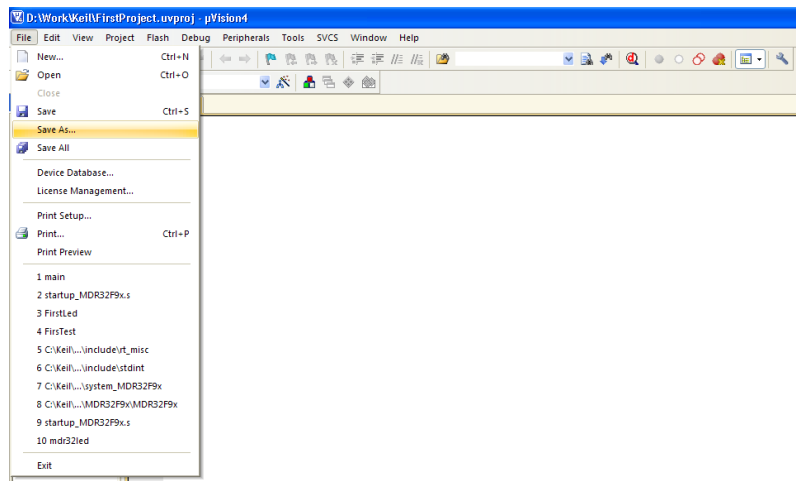 D:\Work\Keil\FirstProject.uvproj - µVision4
File Edit View Project Flash Debug Peripherals Tools SVCS Window Help
New... Ctrl+N
Open Ctrl+O
Close
Save Ctrl+S
Save As...
Save All
Device Database...
License Management...
Print Setup...
Print... Ctrl+P
Print Preview
1 main
2 startup_MDR32F9x.s
3 FirstLed
4 FirsTest
5 C:\Keil\...\include\rt_misc
6 C:\Keil\...\include\stdint
7 C:\Keil\...\system_MDR32F9x
8 C:\Keil\...\MDR32F9x\MDR32F9x
9 startup_MDR32F9x.s
10 mdr32led
Exit